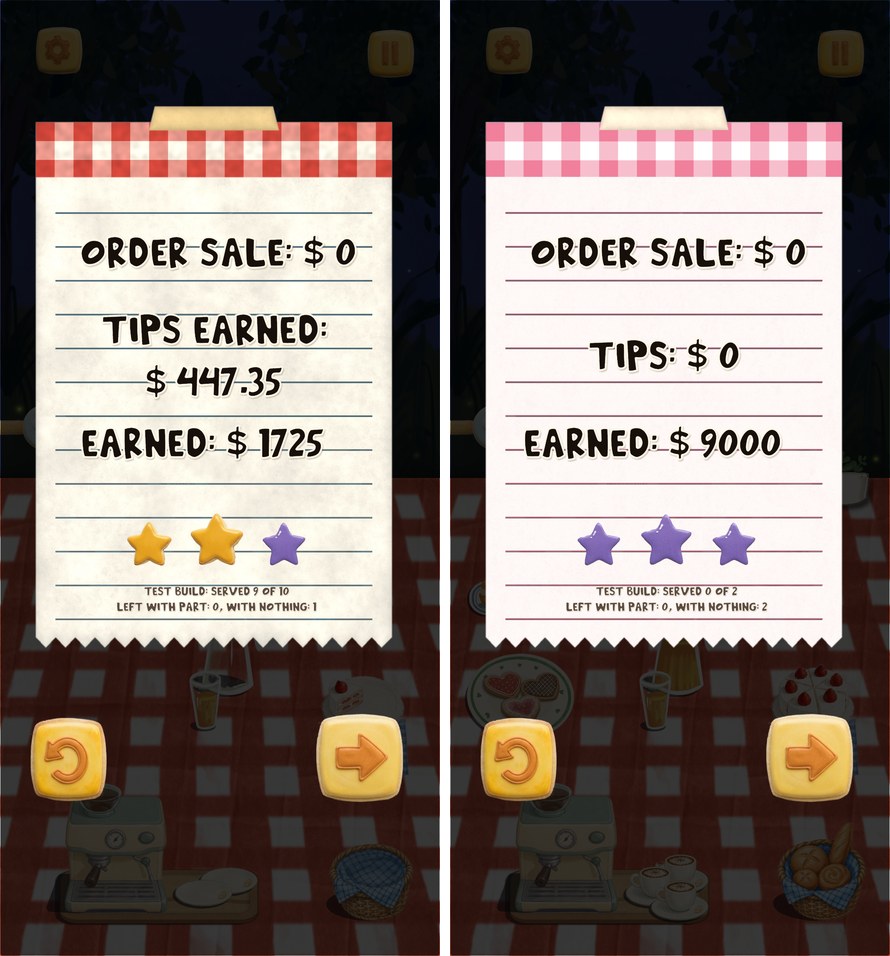 ORDER SALE: $ 0
TIPS EARNED:
$ 447.35
EARNED: $ 1725
TEST BUILD: SERVED 9 OF 10
LEFT WITH PART: 0, WITH NOTHING: 1
ORDER SALE: $ 0
TIPS: $ 0
EARNED: $ 9000
TEST BUILD: SERVED 0 OF 2
LEFT WITH PART: 0, WITH NOTHING: 2